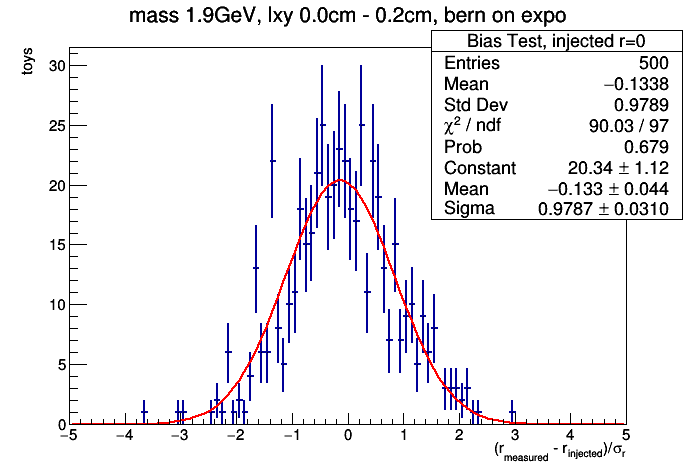 mass 1.9GeV, lxy 0.0cm - 0.2cm, bern on expo
toys
Bias Test, injected r=0
Entries 500
Mean −0.1338
Std Dev 0.9789
χ² / ndf 90.03 / 97
Prob 0.679
Constant 20.34 ± 1.12
Mean −0.133 ± 0.044
Sigma 0.9787 ± 0.0310
30
25
20
15
10
5
0
−5 −4 −3 −2 −1 0 1 2 3 4 5
(r_measured - r_injected)/σ_r